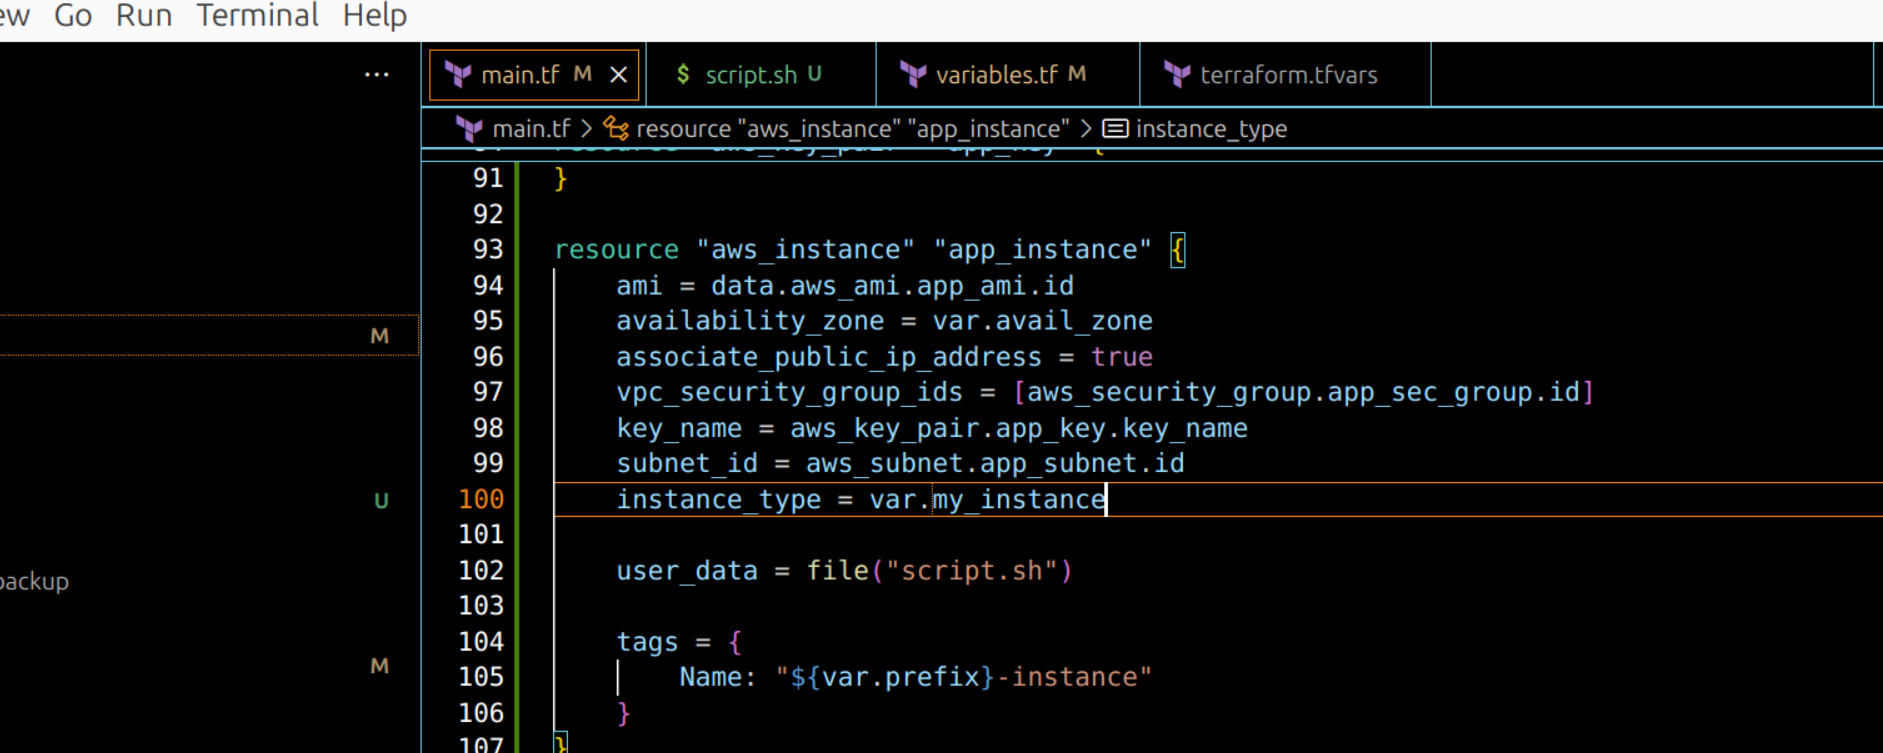 Go Run Terminal Help
main.tf M
$ script.sh U
variables.tf M
terraform.tfvars
main.tf > resource "aws_instance" "app_instance" > instance_type
91 }
92
93 resource "aws_instance" "app_instance" {
94 ami = data.aws_ami.app_ami.id
M
95 availability_zone = var.avail_zone
96 associate_public_ip_address = true
97 vpc_security_group_ids = [aws_security_group.app_sec_group.id]
98 key_name = aws_key_pair.app_key.key_name
99 subnet_id = aws_subnet.app_subnet.id
U
100 instance_type = var.my_instance
101
102 user_data = file("script.sh")
backup
103
104 tags = {
M
105 Name: "${var.prefix}-instance"
106 }
107 }